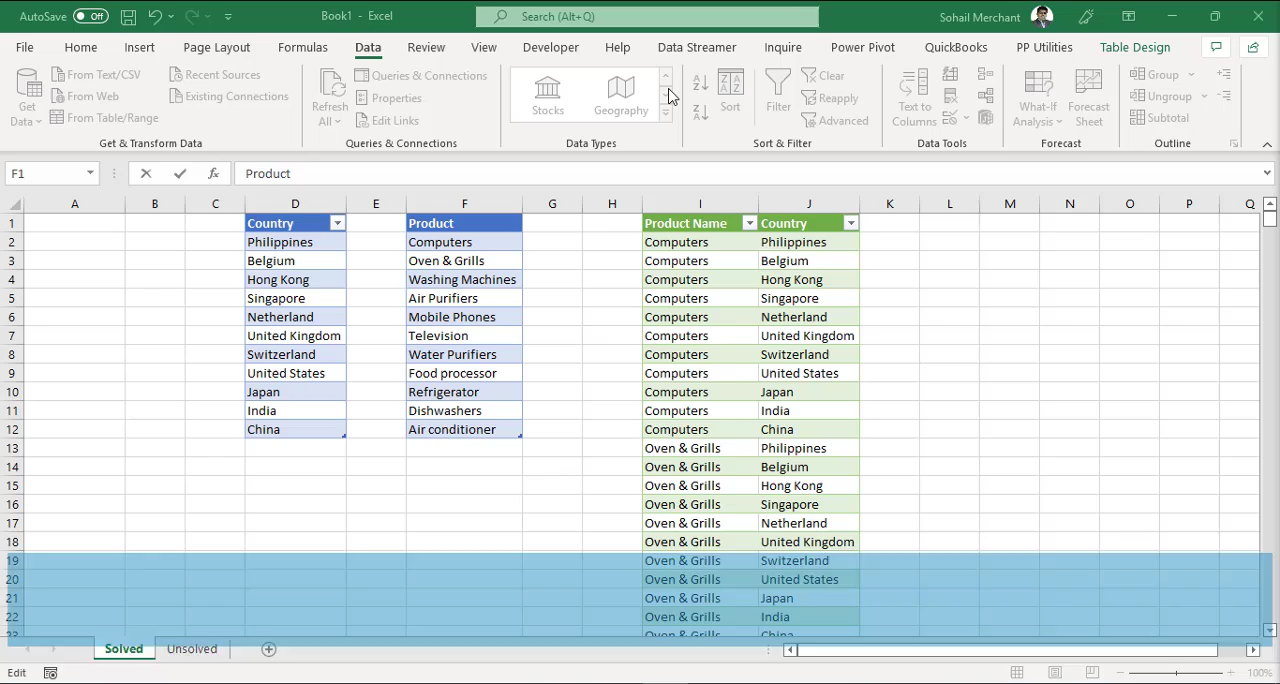 AutoSave Off Book1 - Excel Search (Alt+Q) Sohail Merchant
File Home Insert Page Layout Formulas Data Review View Developer Help Data Streamer Inquire Power Pivot QuickBooks PP Utilities Table Design
Get Data
From Text/CSV
From Web
From Table/Range
Recent Sources
Existing Connections
Get & Transform Data
Refresh All
Queries & Connections
Properties
Edit Links
Queries & Connections
Stocks Geography
Data Types
Sort
Filter
Clear
Reapply
Advanced
Sort & Filter
Text to Columns
Data Tools
What-If Analysis
Forecast Sheet
Forecast
Group
Ungroup
Subtotal
Outline
F1 fx Product
A B C D E F G H I J K L M N O P Q
1 Country Product Product Name Country
2 Philippines Computers Computers Philippines
3 Belgium Oven & Grills Computers Belgium
4 Hong Kong Washing Machines Computers Hong Kong
5 Singapore Air Purifiers Computers Singapore
6 Netherland Mobile Phones Computers Netherland
7 United Kingdom Television Computers United Kingdom
8 Switzerland Water Purifiers Computers Switzerland
9 United States Food processor Computers United States
10 Japan Refrigerator Computers Japan
11 India Dishwashers Computers India
12 China Air conditioner Computers China
13 Oven & Grills Philippines
14 Oven & Grills Belgium
15 Oven & Grills Hong Kong
16 Oven & Grills Singapore
17 Oven & Grills Netherland
18 Oven & Grills United Kingdom
19 Oven & Grills Switzerland
20 Oven & Grills United States
21 Oven & Grills Japan
22 Oven & Grills India
23 Oven & Grills China
Solved Unsolved
Edit 100%